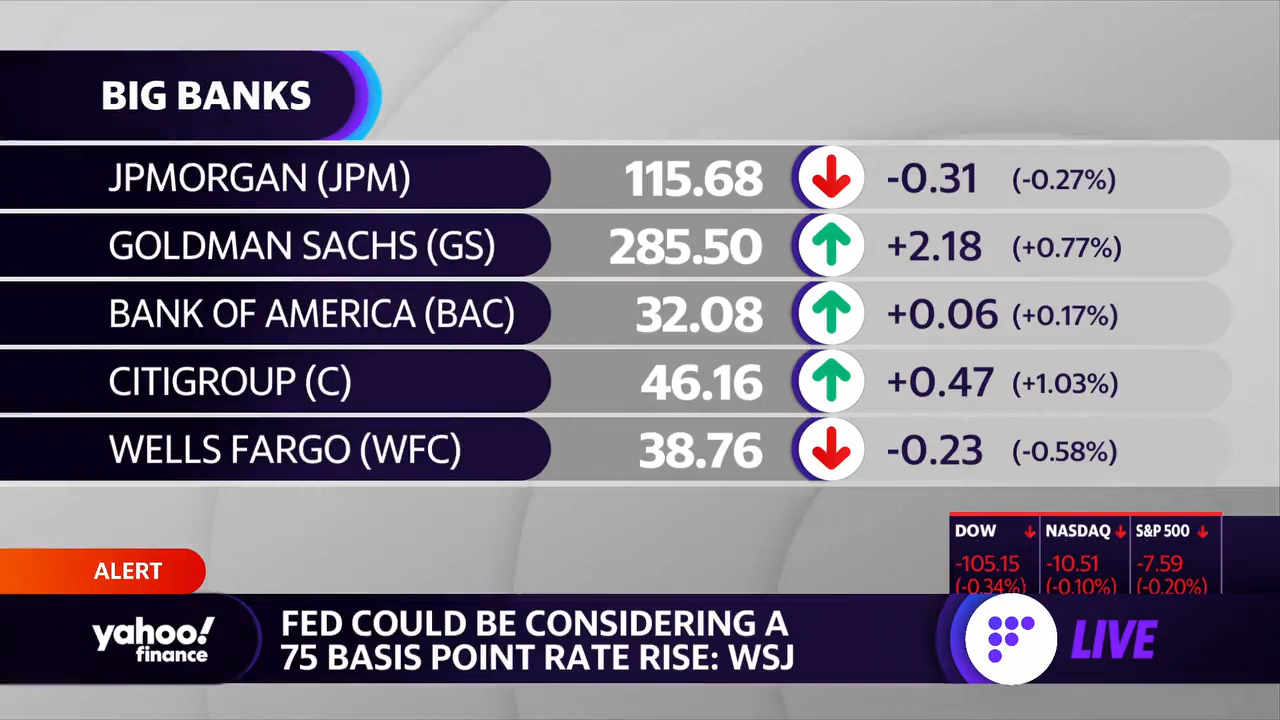 BIG BANKS
JPMORGAN (JPM) 115.68 -0.31 (-0.27%)
GOLDMAN SACHS (GS) 285.50 +2.18 (+0.77%)
BANK OF AMERICA (BAC) 32.08 +0.06 (+0.17%)
CITIGROUP (C) 46.16 +0.47 (+1.03%)
WELLS FARGO (WFC) 38.76 -0.23 (-0.58%)
DOW NASDAQ S&P 500
-105.15 -10.51 -7.59
(-0.34%) (-0.10%) (-0.20%)
ALERT
yahoo!
finance
FED COULD BE CONSIDERING A
75 BASIS POINT RATE RISE: WSJ
LIVE